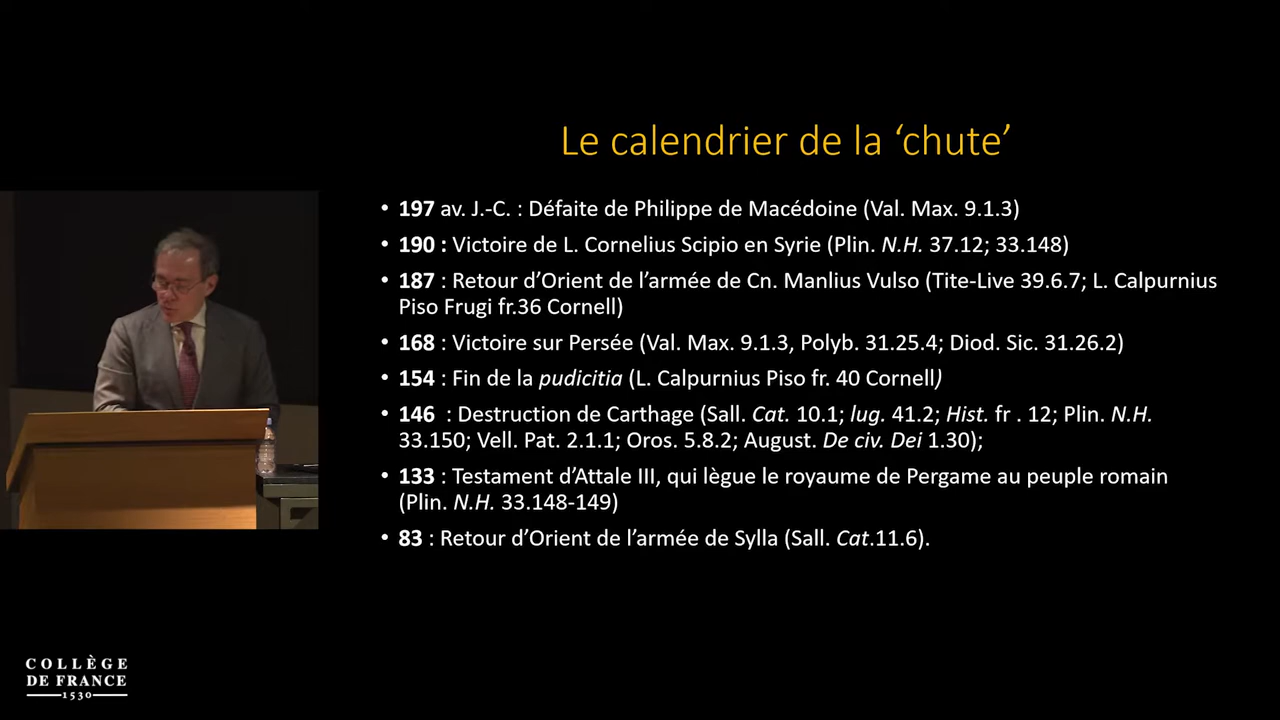 Le calendrier de la ‘chute’
• 197 av. J.-C. : Défaite de Philippe de Macédoine (Val. Max. 9.1.3)
• 190 : Victoire de L. Cornelius Scipio en Syrie (Plin. N.H. 37.12; 33.148)
• 187 : Retour d’Orient de l’armée de Cn. Manlius Vulso (Tite-Live 39.6.7; L. Calpurnius
Piso Frugi fr.36 Cornell)
• 168 : Victoire sur Persée (Val. Max. 9.1.3, Polyb. 31.25.4; Diod. Sic. 31.26.2)
• 154 : Fin de la pudicitia (L. Calpurnius Piso fr. 40 Cornell)
• 146 : Destruction de Carthage (Sall. Cat. 10.1; Iug. 41.2; Hist. fr . 12; Plin. N.H.
33.150; Vell. Pat. 2.1.1; Oros. 5.8.2; August. De civ. Dei 1.30);
• 133 : Testament d’Attale III, qui lègue le royaume de Pergame au peuple romain
(Plin. N.H. 33.148-149)
• 83 : Retour d’Orient de l’armée de Sylla (Sall. Cat.11.6).
COLLÈGE
DE FRANCE
1530